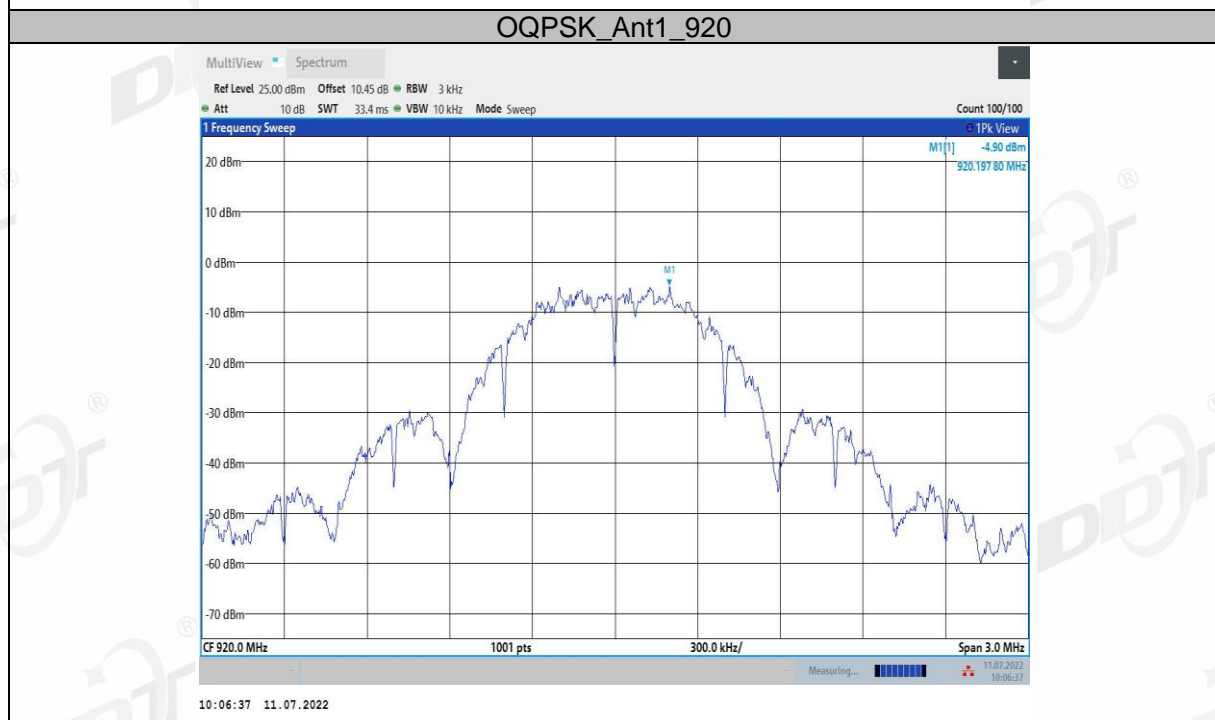 OQPSK_Ant1_920
MultiView Spectrum
Ref Level 25.00 dBm Offset 10.45 dB RBW 3 kHz
Att 10 dB SWT 33.4 ms VBW 10 kHz Mode Sweep Count 100/100
1 Frequency Sweep 1Pk View
M1[1] -4.90 dBm
920.197 80 MHz
20 dBm
10 dBm
0 dBm
M1
-10 dBm
-20 dBm
-30 dBm
-40 dBm
-50 dBm
-60 dBm
-70 dBm
CF 920.0 MHz 1001 pts 300.0 kHz/ Span 3.0 MHz
Measuring... 11.07.2022
10:06:37
10:06:37 11.07.2022
DDT
®